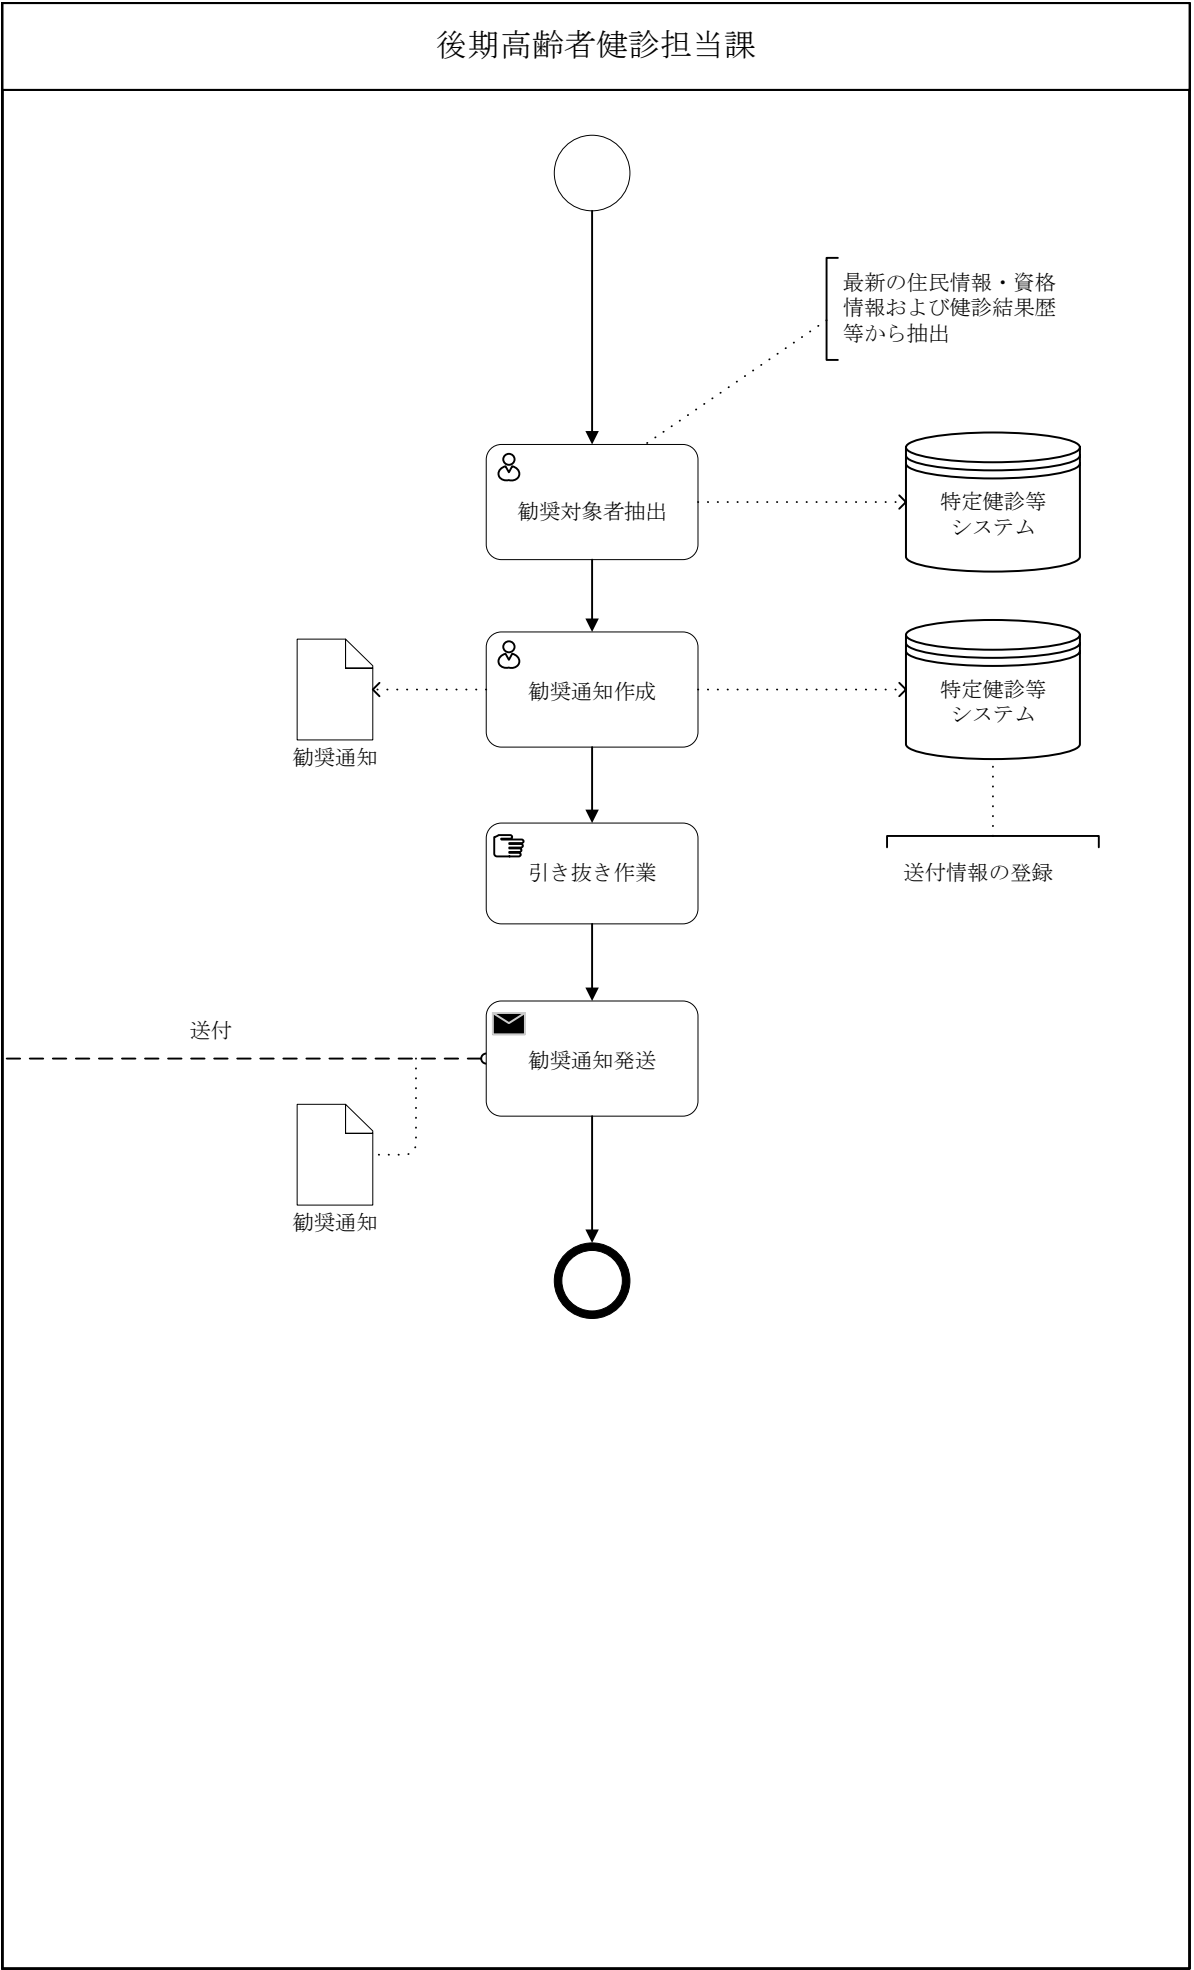 後期高齢者健診担当課
最新の住民情報・資格
情報および健診結果歴
等から抽出
勧奨対象者抽出
特定健診等
システム
勧奨通知作成
特定健診等
システム
勧奨通知
引き抜き作業
送付情報の登録
送付
勧奨通知発送
勧奨通知